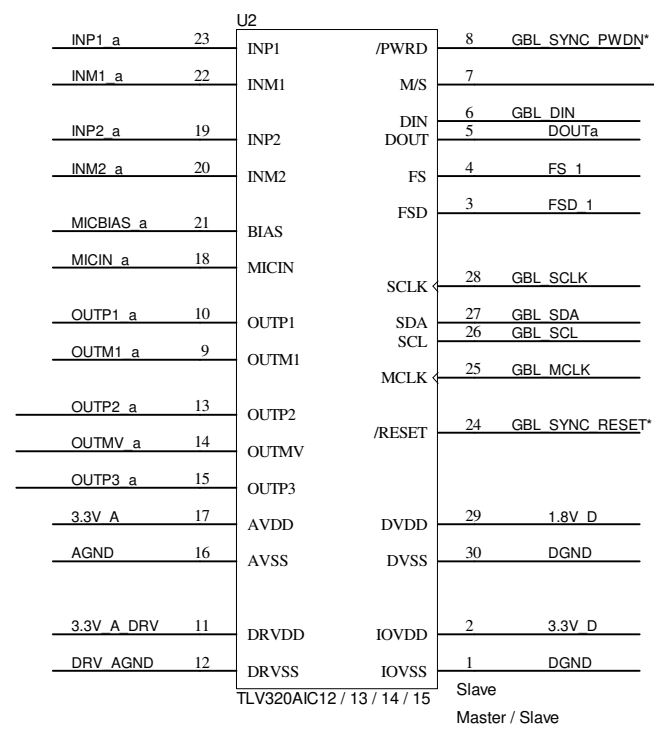 U2
INP1_a 23 INP1 /PWRD 8 GBL_SYNC_PWDN*
INM1_a 22 INM1 M/S 7
DIN 6 GBL_DIN
INP2_a 19 INP2 DOUT 5 DOUTa
INM2_a 20 INM2 FS 4 FS_1
FSD 3 FSD_1
MICBIAS_a 21 BIAS
MICIN_a 18 MICIN
SCLK 28 GBL_SCLK
OUTP1_a 10 OUTP1 SDA 27 GBL_SDA
SCL 26 GBL_SCL
OUTM1_a 9 OUTM1
MCLK 25 GBL_MCLK
OUTP2_a 13 OUTP2
/RESET 24 GBL_SYNC_RESET*
OUTMV_a 14 OUTMV
OUTP3_a 15 OUTP3
3.3V_A 17 AVDD DVDD 29 1.8V_D
AGND 16 AVSS DVSS 30 DGND
3.3V_A_DRV 11 DRVDD IOVDD 2 3.3V_D
DRV_AGND 12 DRVSS IOVSS 1 DGND
TLV320AIC12 / 13 / 14 / 15
Slave
Master / Slave